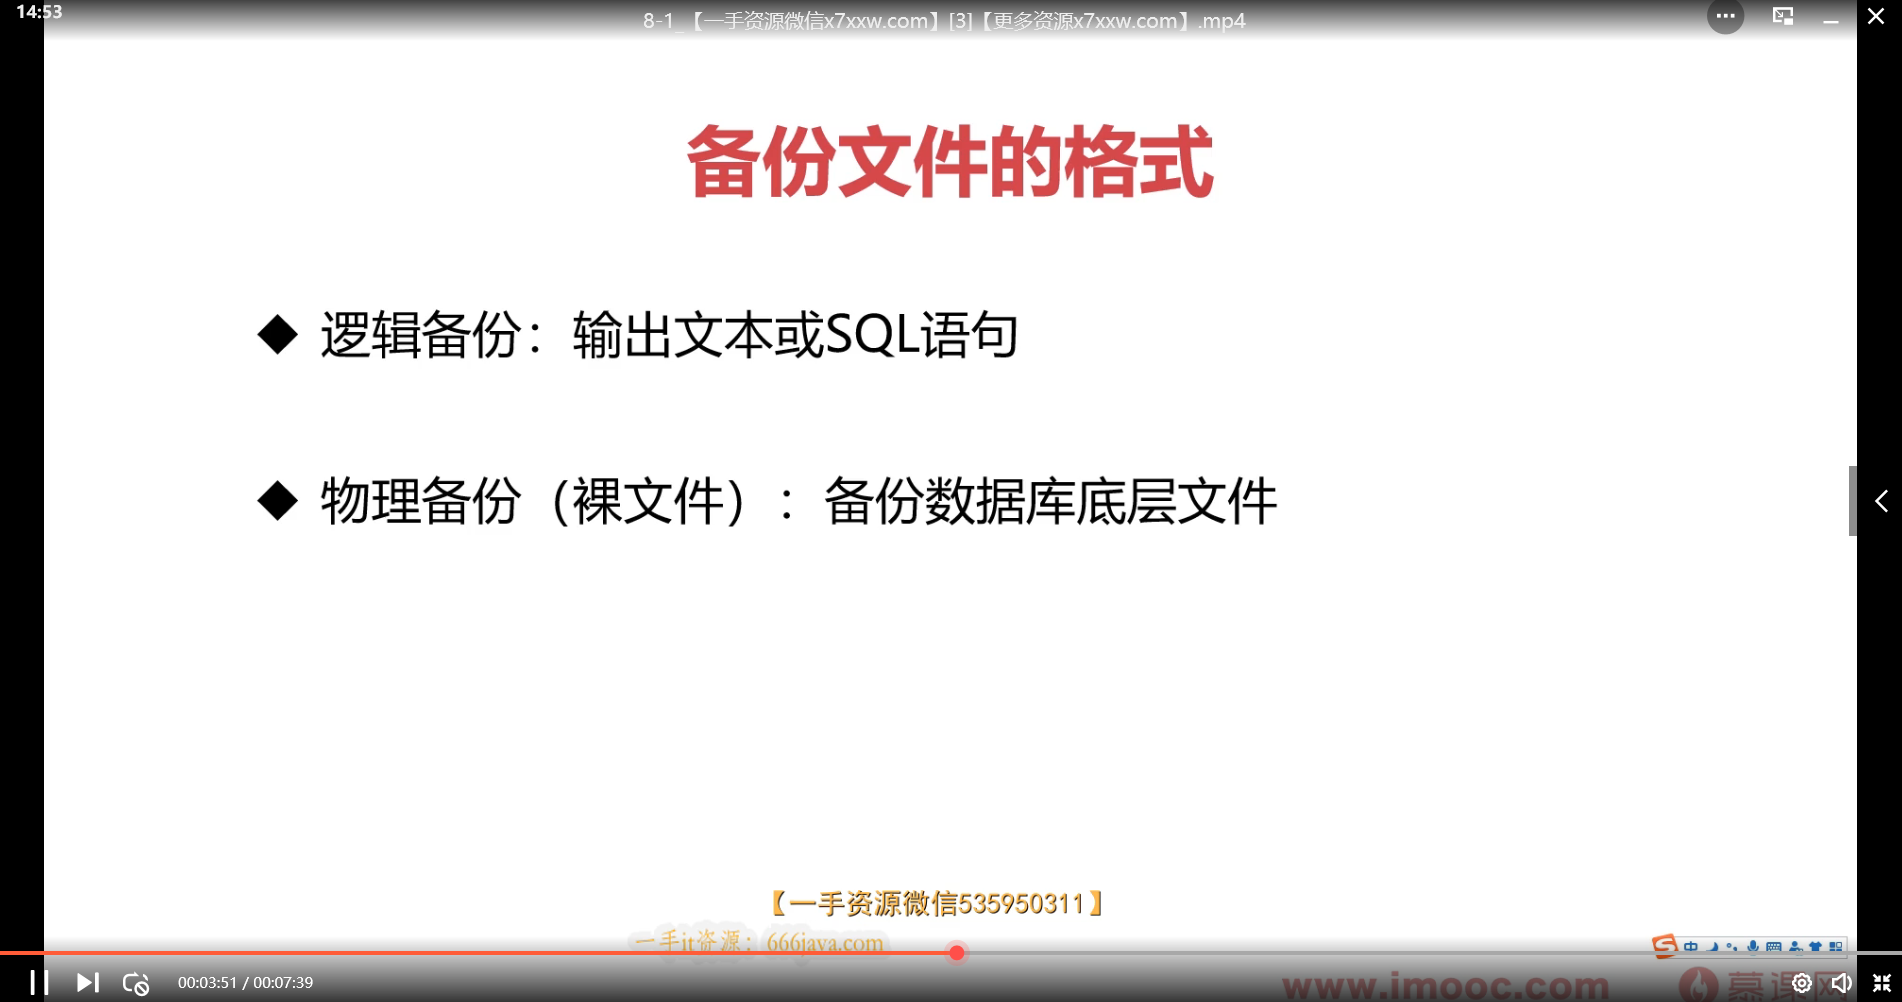 14:53
8-1_【一手资源微信x7xxw.com】[3]【更多资源x7xxw.com】.mp4
备份文件的格式
◆ 逻辑备份：输出文本或SQL语句
◆ 物理备份（裸文件）：备份数据库底层文件
【一手资源微信535950311】
一手it资源：666java.com
中
00:03:51 / 00:07:39
www.imooc.com 慕课网